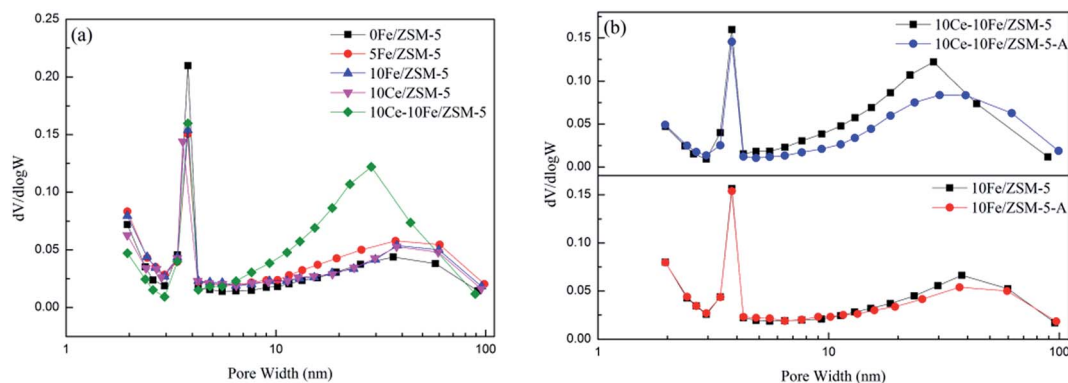 (a)
0Fe/ZSM-5
5Fe/ZSM-5
10Fe/ZSM-5
10Ce/ZSM-5
10Ce-10Fe/ZSM-5
dV/dlogW
0.25
0.20
0.15
0.10
0.05
0.00
1
10
100
Pore Width (nm)
(b)
10Ce-10Fe/ZSM-5
10Ce-10Fe/ZSM-5-A
0.15
0.10
0.05
0.00
dV/dlogW
10Fe/ZSM-5
10Fe/ZSM-5-A
0.15
0.10
0.05
0.00
1
10
100
Pore Width (nm)